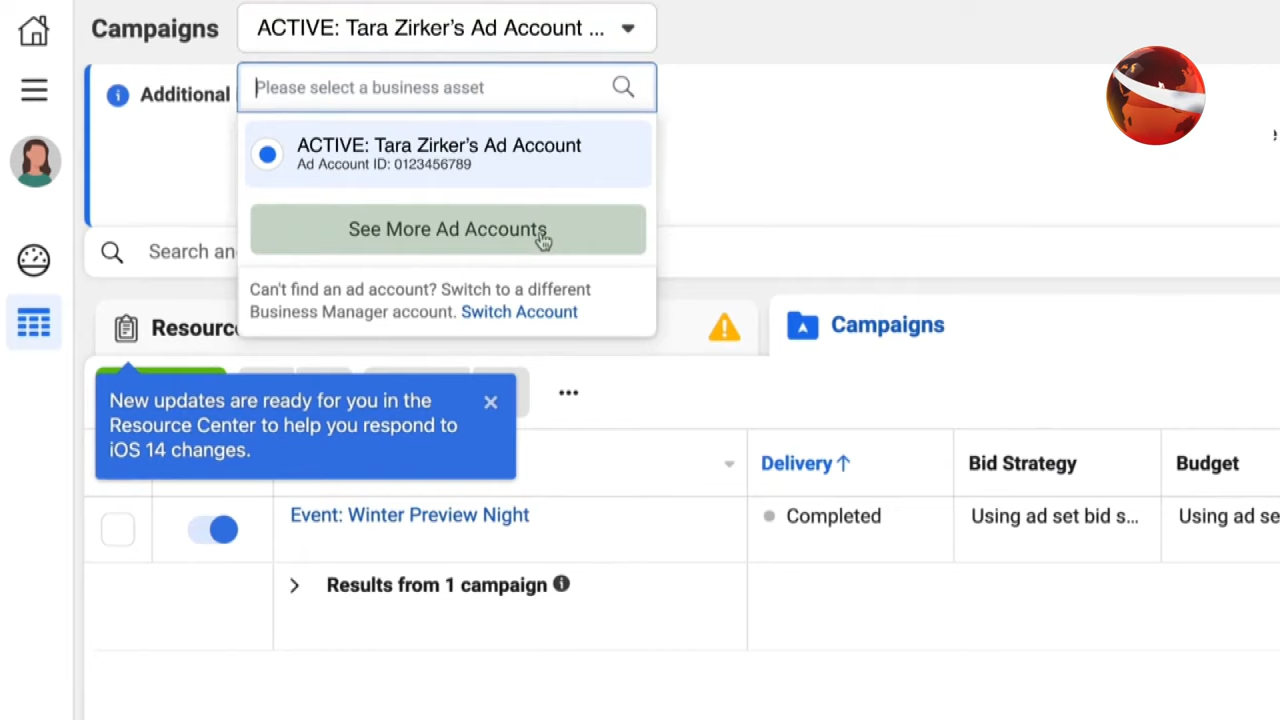 Campaigns
ACTIVE: Tara Zirker's Ad Account ...
Please select a business asset
Additional
ACTIVE: Tara Zirker's Ad Account
Ad Account ID: 0123456789
See More Ad Accounts
Search an
Can't find an ad account? Switch to a different
Business Manager account. Switch Account
Resourc
Campaigns
New updates are ready for you in the
Resource Center to help you respond to
iOS 14 changes.
Delivery↑
Bid Strategy
Budget
Event: Winter Preview Night
Completed
Using ad set bid s...
Using ad se
Results from 1 campaign